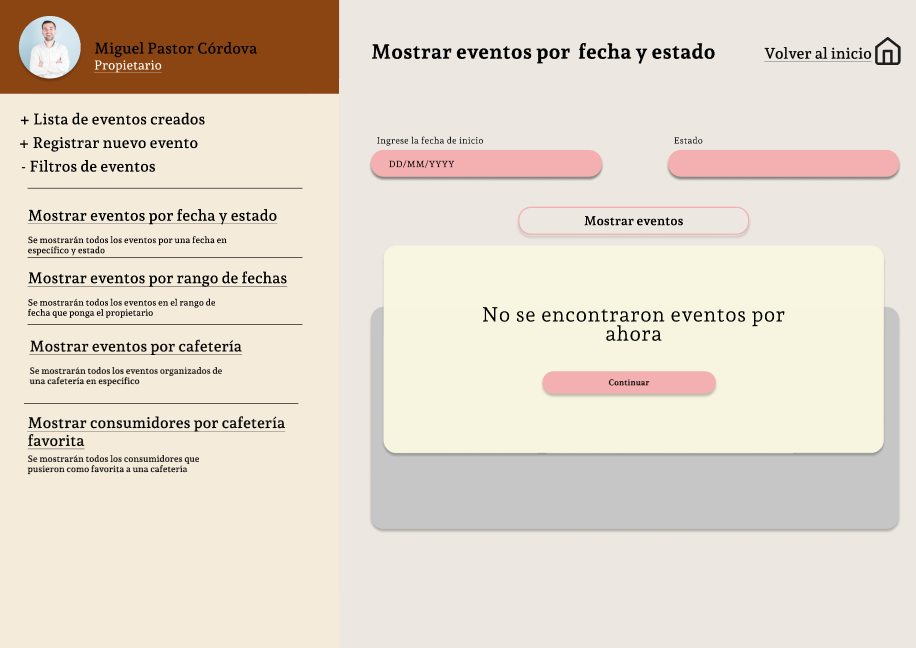 Miguel Pastor Córdova
Propietario
+ Lista de eventos creados
+ Registrar nuevo evento
- Filtros de eventos
Mostrar eventos por fecha y estado
Se mostrarán todos los eventos por una fecha en
específico y estado
Mostrar eventos por rango de fechas
Se mostrarán todos los eventos en el rango de
fecha que ponga el propietario
Mostrar eventos por cafetería
Se mostrarán todos los eventos organizados de
una cafetería en específico
Mostrar consumidores por cafetería
favorita
Se mostrarán todos los consumidores que
pusieron como favorita a una cafetería
Mostrar eventos por fecha y estado
Volver al inicio
Ingrese la fecha de inicio
Estado
DD/MM/YYYY
Mostrar eventos
No se encontraron eventos por
ahora
Continuar